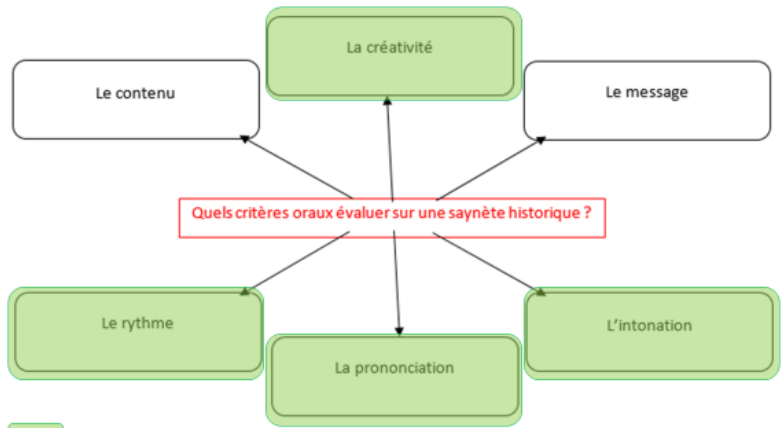 La créativité
Le contenu
Le message
Quels critères oraux évaluer sur une saynète historique ?
Le rythme
L'intonation
La prononciation